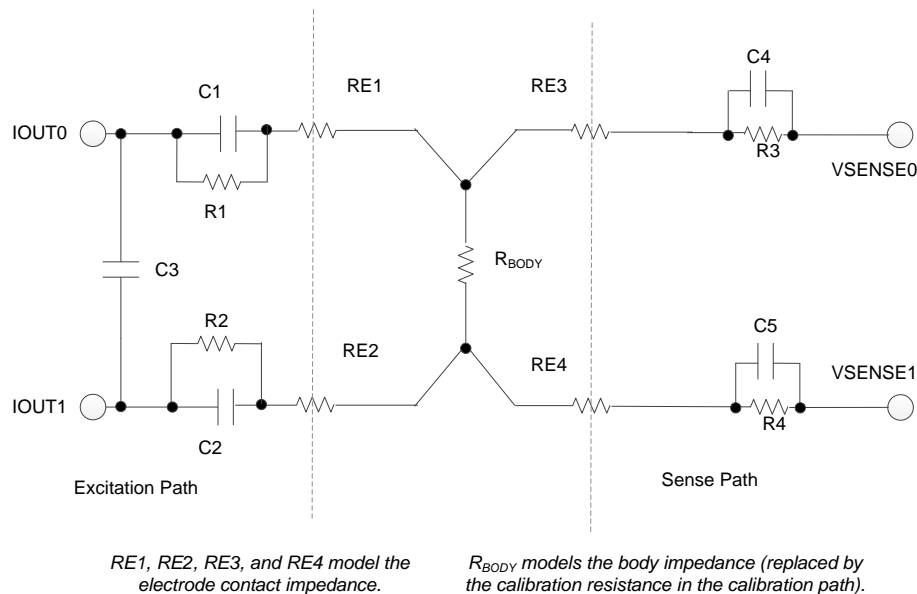 C1
RE1
RE3
C4
IOUT0
R1
R3
VSENSE0
C3
R_BODY
R2
RE2
RE4
C5
VSENSE1
IOUT1
C2
R4
Excitation Path
Sense Path
RE1, RE2, RE3, and RE4 model the
electrode contact impedance.
R_BODY models the body impedance (replaced by
the calibration resistance in the calibration path).